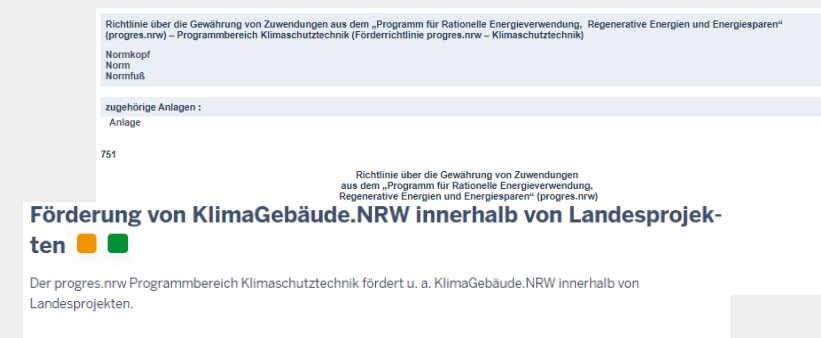 Richtlinie über die Gewährung von Zuwendungen aus dem „Programm für Rationelle Energieverwendung, Regenerative Energien und Energiesparen“
(progres.nrw) – Programmbereich Klimaschutztechnik (Förderrichtlinie progres.nrw – Klimaschutztechnik)
Normkopf
Norm
Normfuß
zugehörige Anlagen :
Anlage
751
Richtlinie über die Gewährung von Zuwendungen
aus dem „Programm für Rationelle Energieverwendung,
Regenerative Energien und Energiesparen“ (progres.nrw)
Förderung von KlimaGebäude.NRW innerhalb von Landesprojek-
ten
Der progres.nrw Programmbereich Klimaschutztechnik fördert u. a. KlimaGebäude.NRW innerhalb von
Landesprojekten.